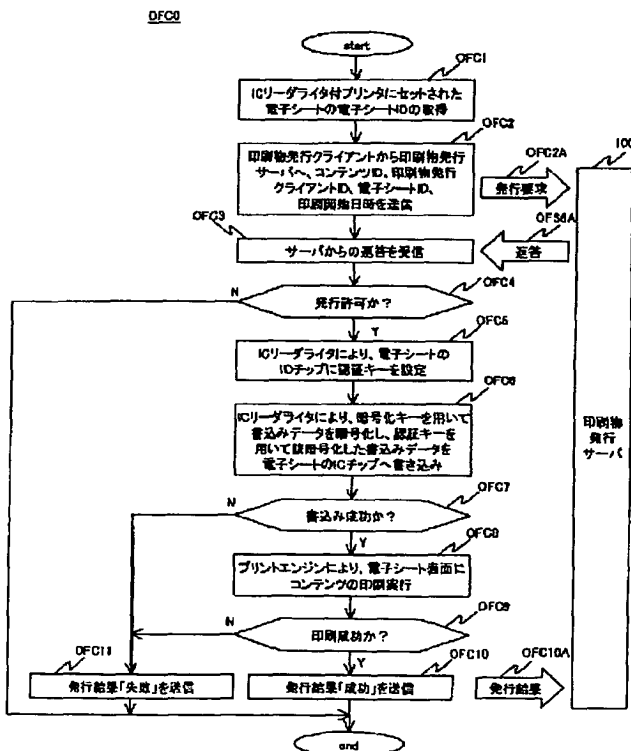 OFC0
start
OFC1
ICリーダライタ付プリンタにセットされた
電子シートの電子シートIDの取得
OFC2
印刷物発行クライアントから印刷物発行
サーバへ、コンテンツID、印刷物発行
クライアントID、電子シートID、
印刷開始日時を送信
OFC2A
発行要求
100
OFC3
サーバからの返答を受信
OFS6A
返答
OFC4
発行許可か？
N
Y
OFC5
ICリーダライタにより、電子シートの
ICチップに認証キーを設定
OFC6
ICリーダライタにより、暗号化キーを用いて
書込みデータを暗号化し、認証キーを
用いて該暗号化した書込みデータを
電子シートのICチップへ書き込み
印刷物
発行
サーバ
OFC7
書込み成功か？
N
Y
OFC8
プリントエンジンにより、電子シート表面に
コンテンツの印刷実行
OFC9
印刷成功か？
N
Y
OFC11
発行結果「失敗」を送信
OFC10
発行結果「成功」を送信
OFC10A
発行結果
end